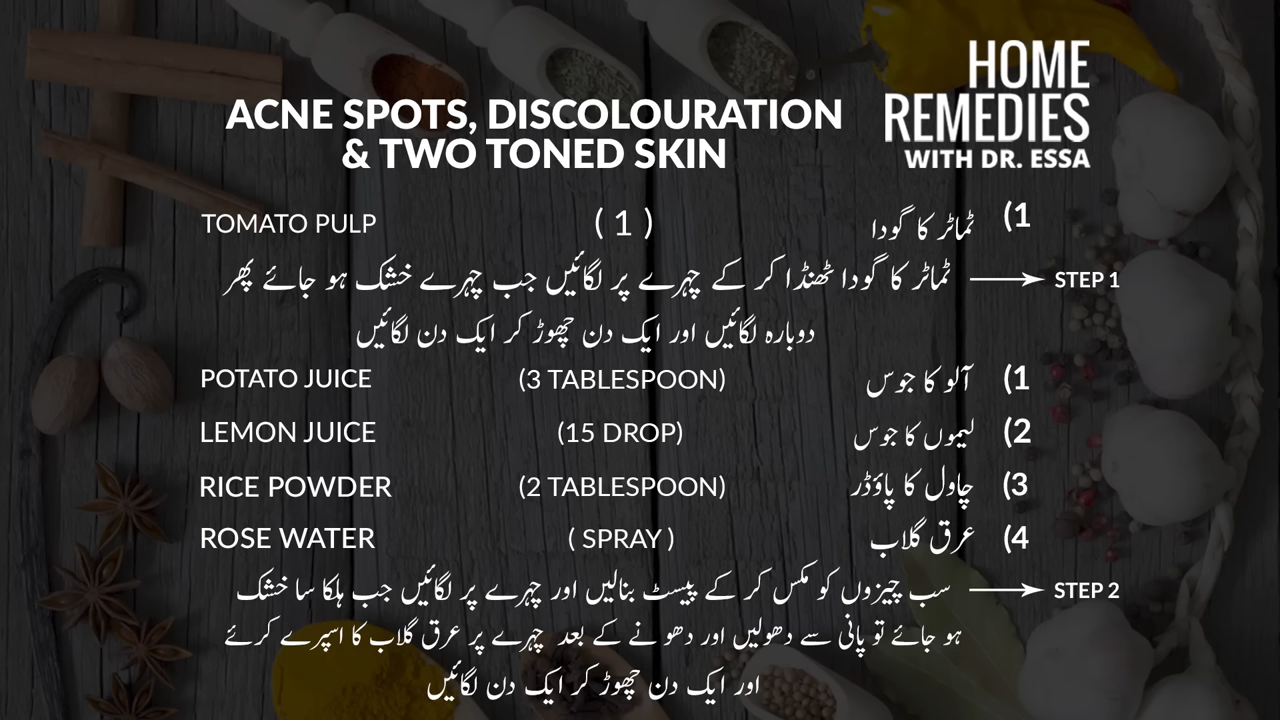 HOME
REMEDIES
WITH DR. ESSA
ACNE SPOTS, DISCOLOURATION
& TWO TONED SKIN
TOMATO PULP ( 1 ) ٹماٹر کا گودا (1
ٹماٹر کا گودا ٹھنڈا کر کے چہرے پر لگائیں جب چہرے خشک ہو جائے پھر STEP 1
دوبارہ لگائیں اور ایک دن چھوڑ کر ایک دن لگائیں
POTATO JUICE (3 TABLESPOON) آلو کا جوس (1
LEMON JUICE (15 DROP) لیموں کا جوس (2
RICE POWDER (2 TABLESPOON) چاول کا پاؤڈر (3
ROSE WATER ( SPRAY ) عرق گلاب (4
سب چیزوں کو مکس کر کے پیسٹ بنالیں اور چہرے پر لگائیں جب ہلکا سا خشک STEP 2
ہو جائے تو پانی سے دھولیں اور دھونے کے بعد چہرے پر عرق گلاب کا اسپرے کرئے
اور ایک دن چھوڑ کر ایک دن لگائیں